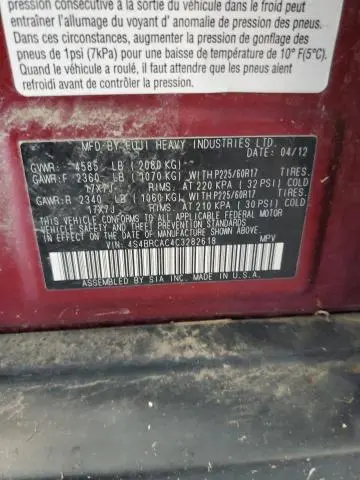 pression consécutive à la sortie du véhicule dans le froid peut
entraîner l'allumage du voyant d' anomalie de pression des pneus.
Dans ces circonstances, augmenter la pression de gonflage des
pneus de 1psi (7kPa) pour une baisse de température de 10° F(5°C).
Quand le véhicule a roulé, il faut attendre que les pneus aient refroidi
avant de contrôler la pression.
MFD.BY FUJI HEAVY INDUSTRIES LTD.
DATE: 04/12
GVWR: 4585 LB (2080 KG)
GAWR:F 2360 LB (1070 KG) WITH P225/60R17 TIRES.
17X7J RIMS. AT 220 KPA ( 32 PSI) COLD
GAWR:R 2340 LB (1060 KG) WITH P225/60R17 TIRES.
17X7J RIMS. AT 210 KPA ( 30 PSI) COLD
THIS VEHICLE CONFORMS TO ALL APPLICABLE
FEDERAL MOTOR VEHICLE SAFETY, BUMPER,
AND THEFT PREVENTION STANDARDS IN EFFECT
ON THE DATE OF MANUFACTURE SHOWN ABOVE.
VIN: 4S4BRCAC4C3282618 MPV
ASSEMBLED BY SIA INC. MADE IN U.S.A.